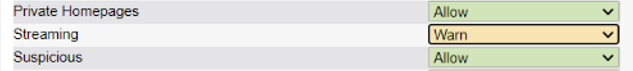 Private Homepages Allow
Streaming Warn
Suspicious Allow